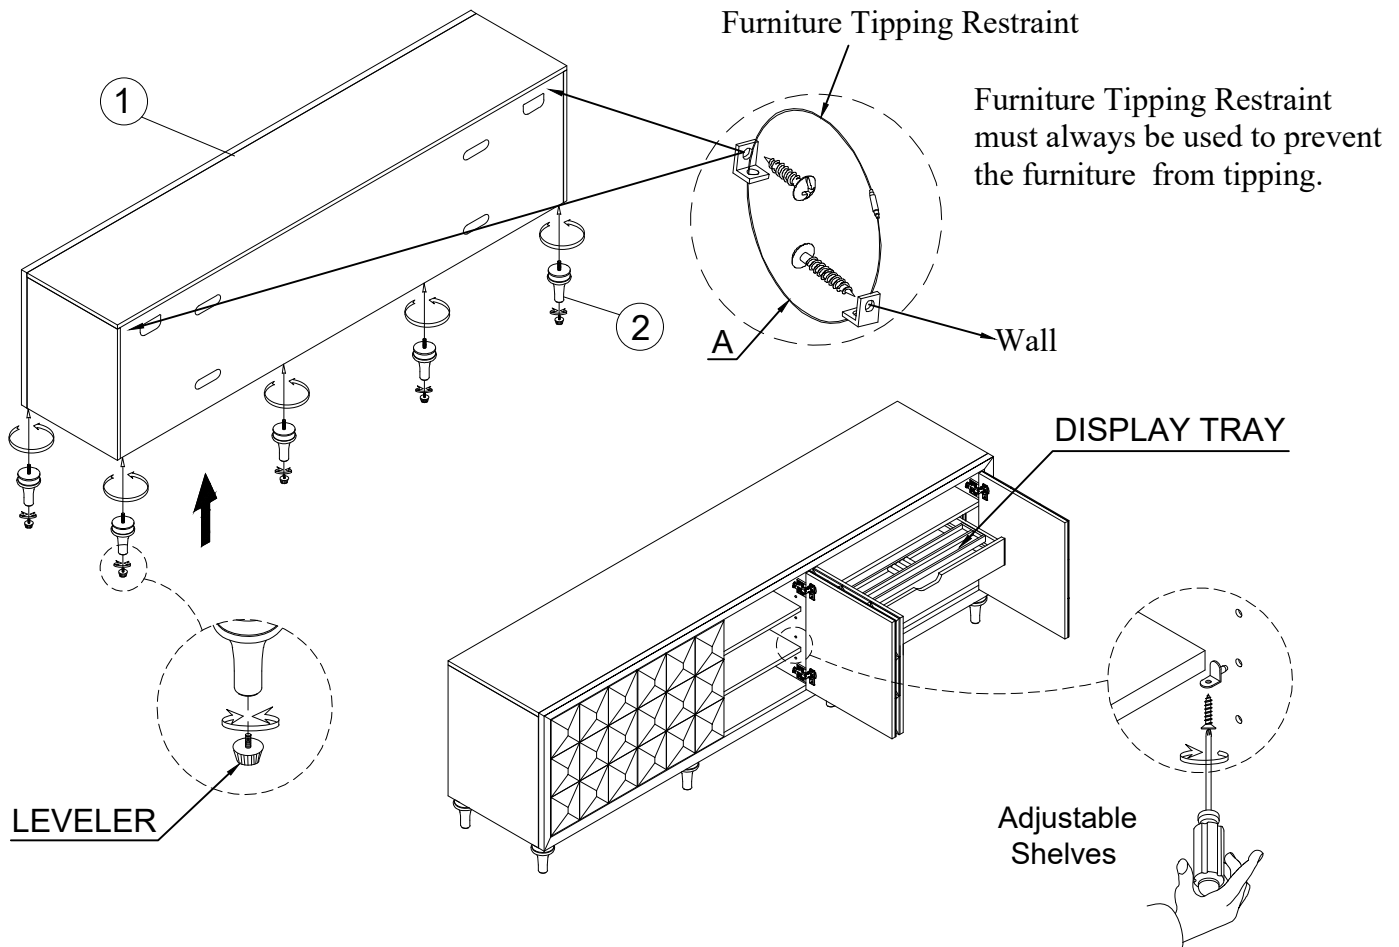 Furniture Tipping Restraint
1
Furniture Tipping Restraint
must always be used to prevent
the furniture  from tipping.
2
A
Wall
DISPLAY TRAY
LEVELER
Adjustable
Shelves